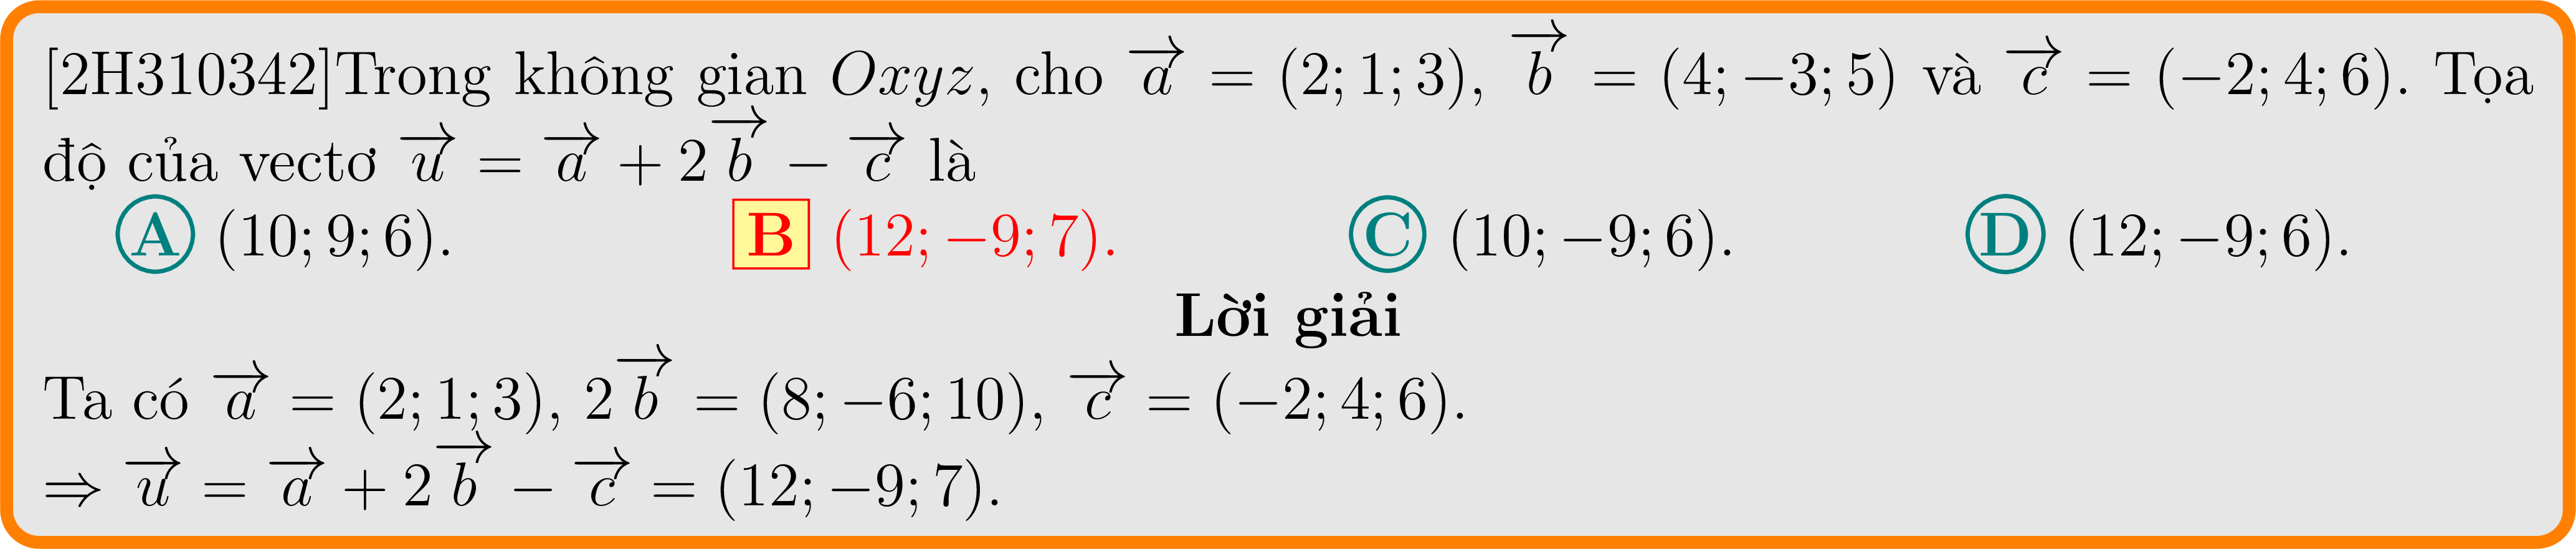 [2H310342]Trong không gian Oxyz, cho $\overrightarrow{a}$ = (2; 1; 3), $\overrightarrow{b}$ = (4; −3; 5) và $\overrightarrow{c}$ = (−2; 4; 6). Tọa
độ của vectơ $\overrightarrow{u}$ = $\overrightarrow{a}$ + 2$\overrightarrow{b}$ − $\overrightarrow{c}$ là
A (10; 9; 6). B (12; −9; 7). C (10; −9; 6). D (12; −9; 6).
Lời giải
Ta có $\overrightarrow{a}$ = (2; 1; 3), 2$\overrightarrow{b}$ = (8; −6; 10), $\overrightarrow{c}$ = (−2; 4; 6).
⇒ $\overrightarrow{u}$ = $\overrightarrow{a}$ + 2$\overrightarrow{b}$ − $\overrightarrow{c}$ = (12; −9; 7).